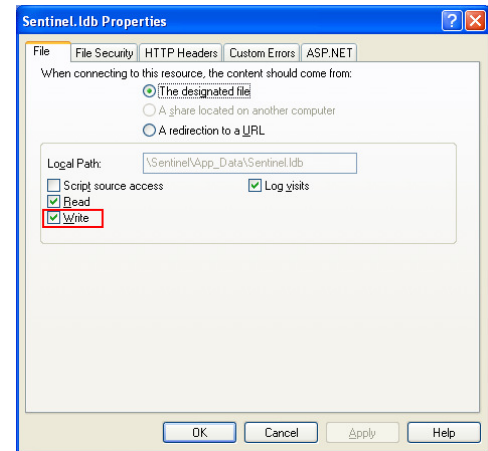 Sentinel.ldb Properties
File File Security HTTP Headers Custom Errors ASP.NET
When connecting to this resource, the content should come from:
The designated file
A share located on another computer
A redirection to a URL
Local Path: \Sentinel\App_Data\Sentinel.ldb
Script source access Log visits
Read
Write
OK Cancel Apply Help